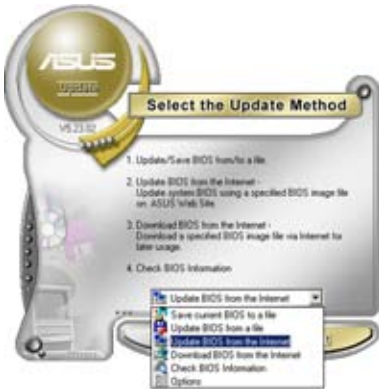 ASUS
Update
V5.23.02
Select the Update Method
1. Update/Save BIOS from/to a file.
2. Update BIOS from the Internet -
Update system BIOS using a specified BIOS image file
on ASUS Web Site.
3. Download BIOS from the Internet -
Download a specified BIOS image file via Internet for
later usage.
4. Check BIOS Information
Update BIOS from the Internet
Save current BIOS to a file
Update BIOS from a file
Update BIOS from the Internet
Download BIOS from the Internet
Check BIOS Information
Options